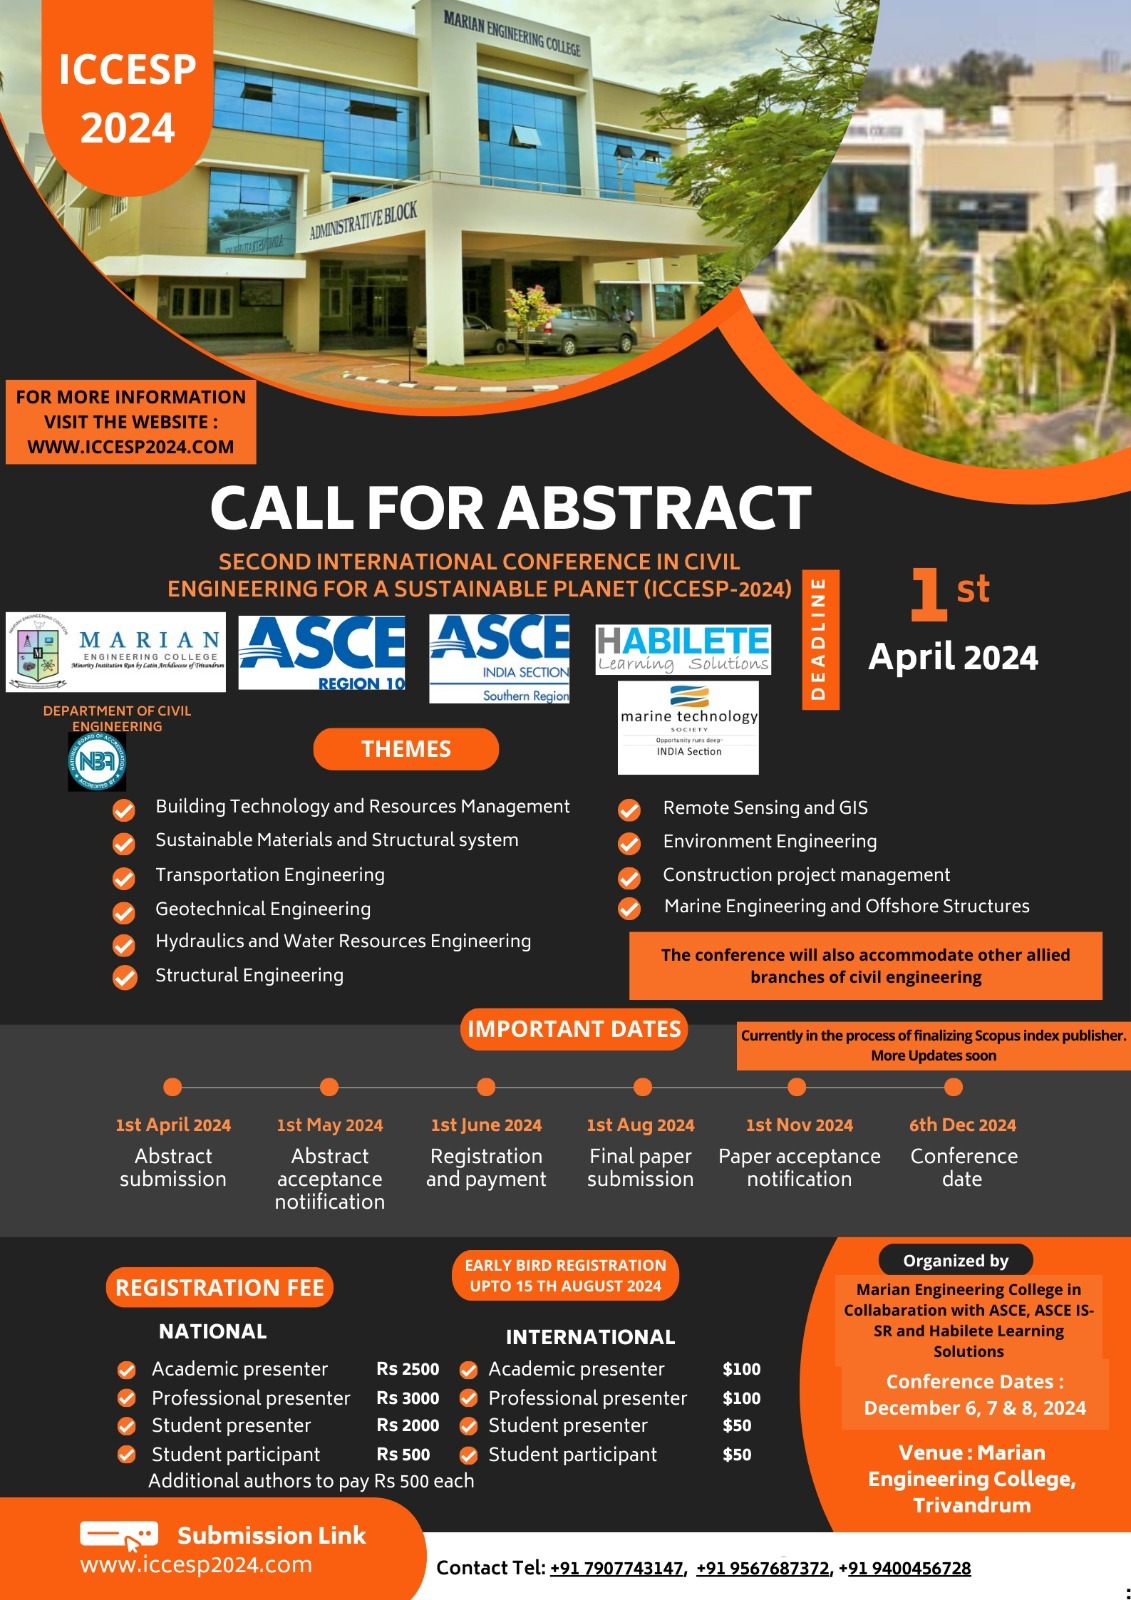 ICCESP
2024
MARIAN ENGINEERING COLLEGE
ADMINISTRATIVE BLOCK
FOR MORE INFORMATION
VISIT THE WEBSITE :
WWW.ICCESP2024.COM
CALL FOR ABSTRACT
SECOND INTERNATIONAL CONFERENCE IN CIVIL
ENGINEERING FOR A SUSTAINABLE PLANET (ICCESP-2024)
DEADLINE
1st
April 2024
MARIAN
ENGINEERING COLLEGE
Minority Institution Run by Latin Archdiocese of Trivandrum
ASCE
REGION 10
ASCE
INDIA SECTION
Southern Region
HABILETE
Learning Solutions
marine technology
SOCIETY
Opportunity runs deep
INDIA Section
DEPARTMENT OF CIVIL
ENGINEERING
NBA
THEMES
Building Technology and Resources Management
Sustainable Materials and Structural system
Transportation Engineering
Geotechnical Engineering
Hydraulics and Water Resources Engineering
Structural Engineering
Remote Sensing and GIS
Environment Engineering
Construction project management
Marine Engineering and Offshore Structures
The conference will also accommodate other allied
branches of civil engineering
IMPORTANT DATES
Currently in the process of finalizing Scopus index publisher.
More Updates soon
1st April 2024
Abstract
submission
1st May 2024
Abstract
acceptance
notiification
1st June 2024
Registration
and payment
1st Aug 2024
Final paper
submission
1st Nov 2024
Paper acceptance
notification
6th Dec 2024
Conference
date
REGISTRATION FEE
EARLY BIRD REGISTRATION
UPTO 15 TH AUGUST 2024
NATIONAL
Academic presenter Rs 2500
Professional presenter Rs 3000
Student presenter Rs 2000
Student participant Rs 500
Additional authors to pay Rs 500 each
INTERNATIONAL
Academic presenter $100
Professional presenter $100
Student presenter $50
Student participant $50
Organized by
Marian Engineering College in
Collabaration with ASCE, ASCE IS-
SR and Habilete Learning
Solutions
Conference Dates :
December 6, 7 & 8, 2024
Venue : Marian
Engineering College,
Trivandrum
Submission Link
www.iccesp2024.com
Contact Tel: +91 7907743147, +91 9567687372, +91 9400456728
: